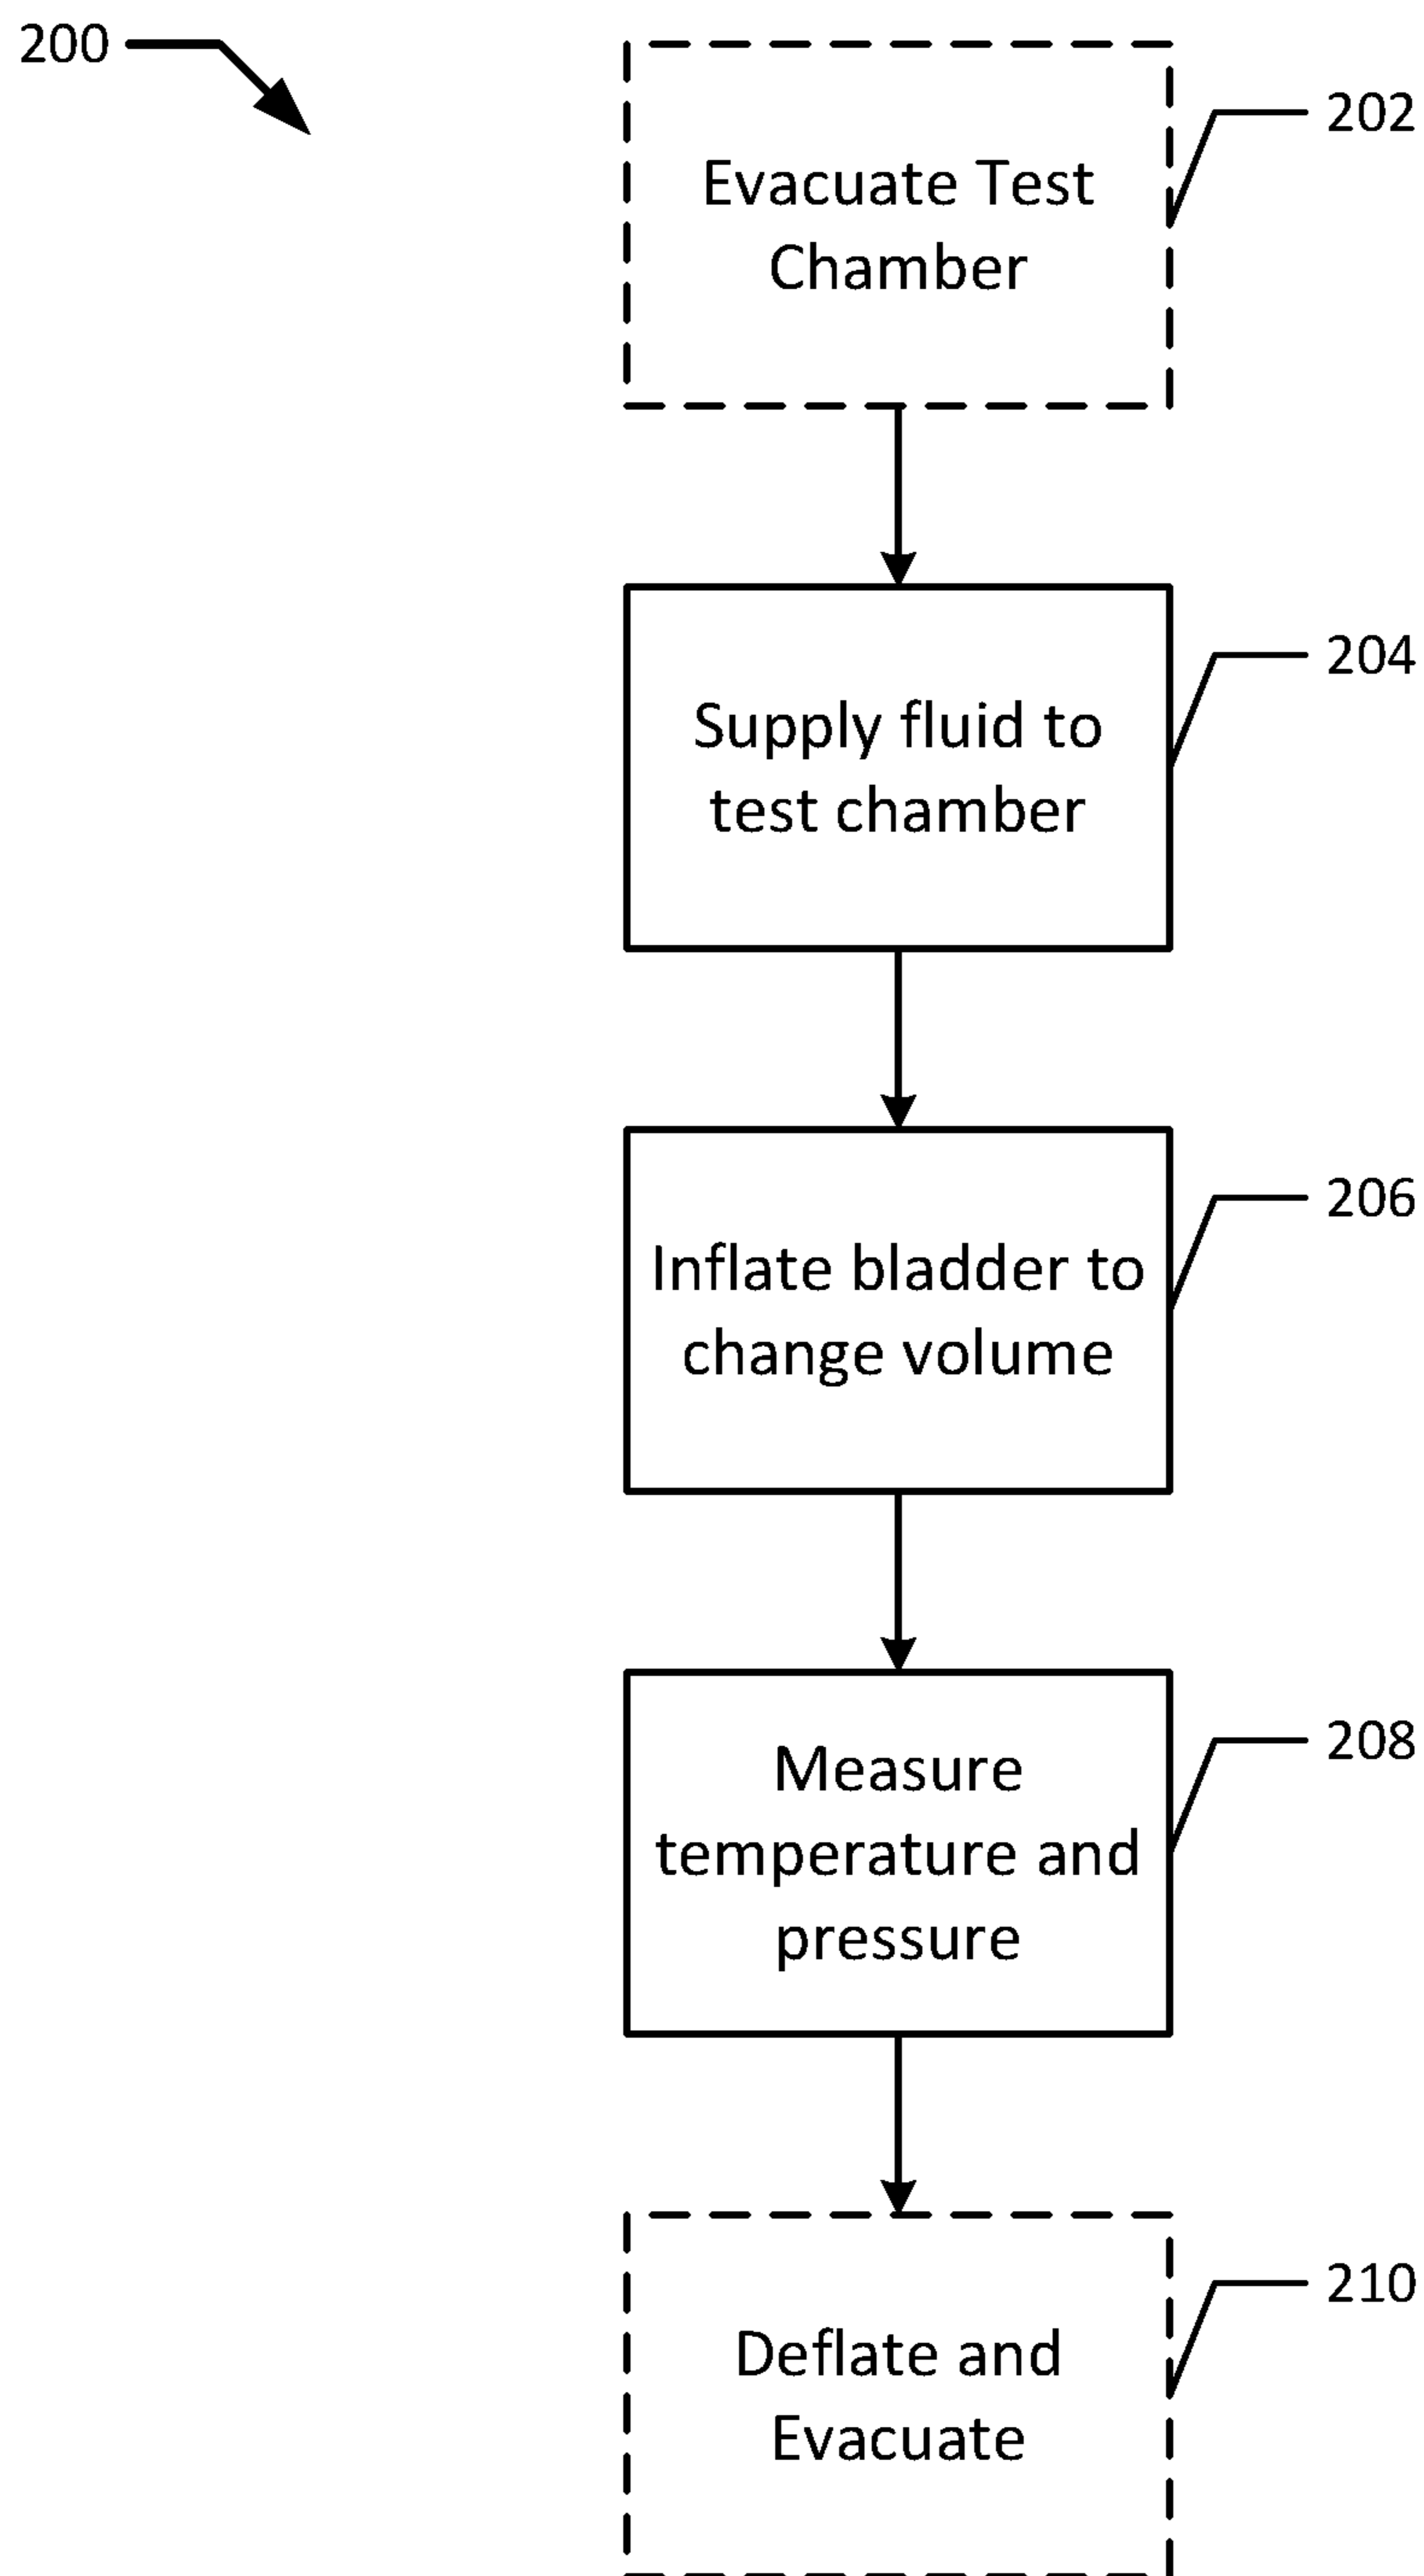 200
202
Evacuate Test
Chamber
204
Supply fluid to
test chamber
206
Inflate bladder to
change volume
208
Measure
temperature and
pressure
210
Deflate and
Evacuate